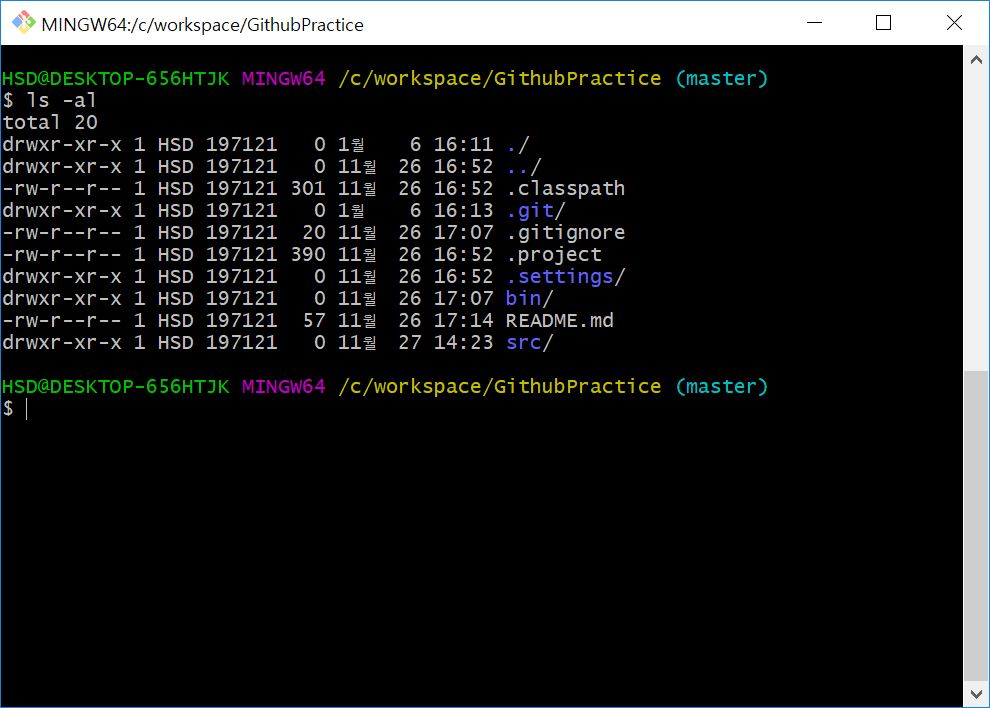 MINGW64:/c/workspace/GithubPractice
HSD@DESKTOP-656HTJK MINGW64 /c/workspace/GithubPractice (master)
$ ls -al
total 20
drwxr-xr-x 1 HSD 197121   0 1월    6 16:11 ./
drwxr-xr-x 1 HSD 197121   0 11월  26 16:52 ../
-rw-r--r-- 1 HSD 197121 301 11월  26 16:52 .classpath
drwxr-xr-x 1 HSD 197121   0 1월    6 16:13 .git/
-rw-r--r-- 1 HSD 197121  20 11월  26 17:07 .gitignore
-rw-r--r-- 1 HSD 197121 390 11월  26 16:52 .project
drwxr-xr-x 1 HSD 197121   0 11월  26 16:52 .settings/
drwxr-xr-x 1 HSD 197121   0 11월  26 17:07 bin/
-rw-r--r-- 1 HSD 197121  57 11월  26 17:14 README.md
drwxr-xr-x 1 HSD 197121   0 11월  27 14:23 src/
HSD@DESKTOP-656HTJK MINGW64 /c/workspace/GithubPractice (master)
$